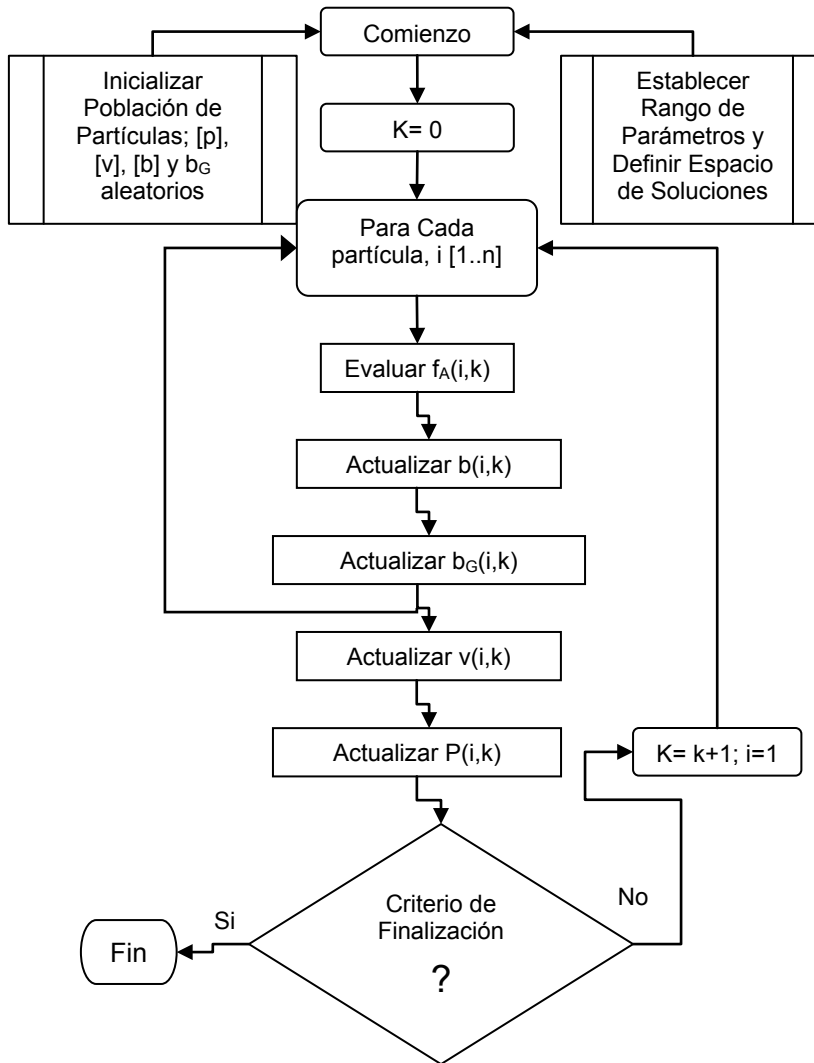 Comienzo
Inicializar
Población de
Partículas; [p],
[v], [b] y bG
aleatorios
Establecer
Rango de
Parámetros y
Definir Espacio
de Soluciones
K= 0
Para Cada
partícula, i [1..n]
Evaluar fA(i,k)
Actualizar b(i,k)
Actualizar bG(i,k)
Actualizar v(i,k)
Actualizar P(i,k)
K= k+1; i=1
Criterio de
Finalización
?
Si
No
Fin